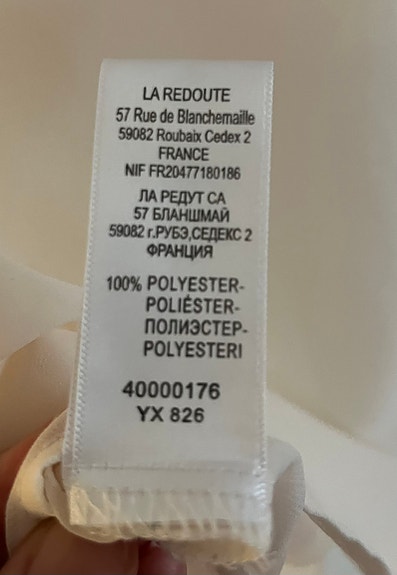 LA REDOUTE
57 Rue de Blanchemaille
59082 Roubaix Cedex 2
FRANCE
NIF FR20477180186
ЛА РЕДУТ СА
57 БЛАНШМАЙ
59082 г.РУБЭ,СЕДЕКС 2
ФРАНЦИЯ
100% POLYESTER-
POLIÉSTER-
ПОЛИЭСТЕР-
POLYESTERI
40000176
YX 826